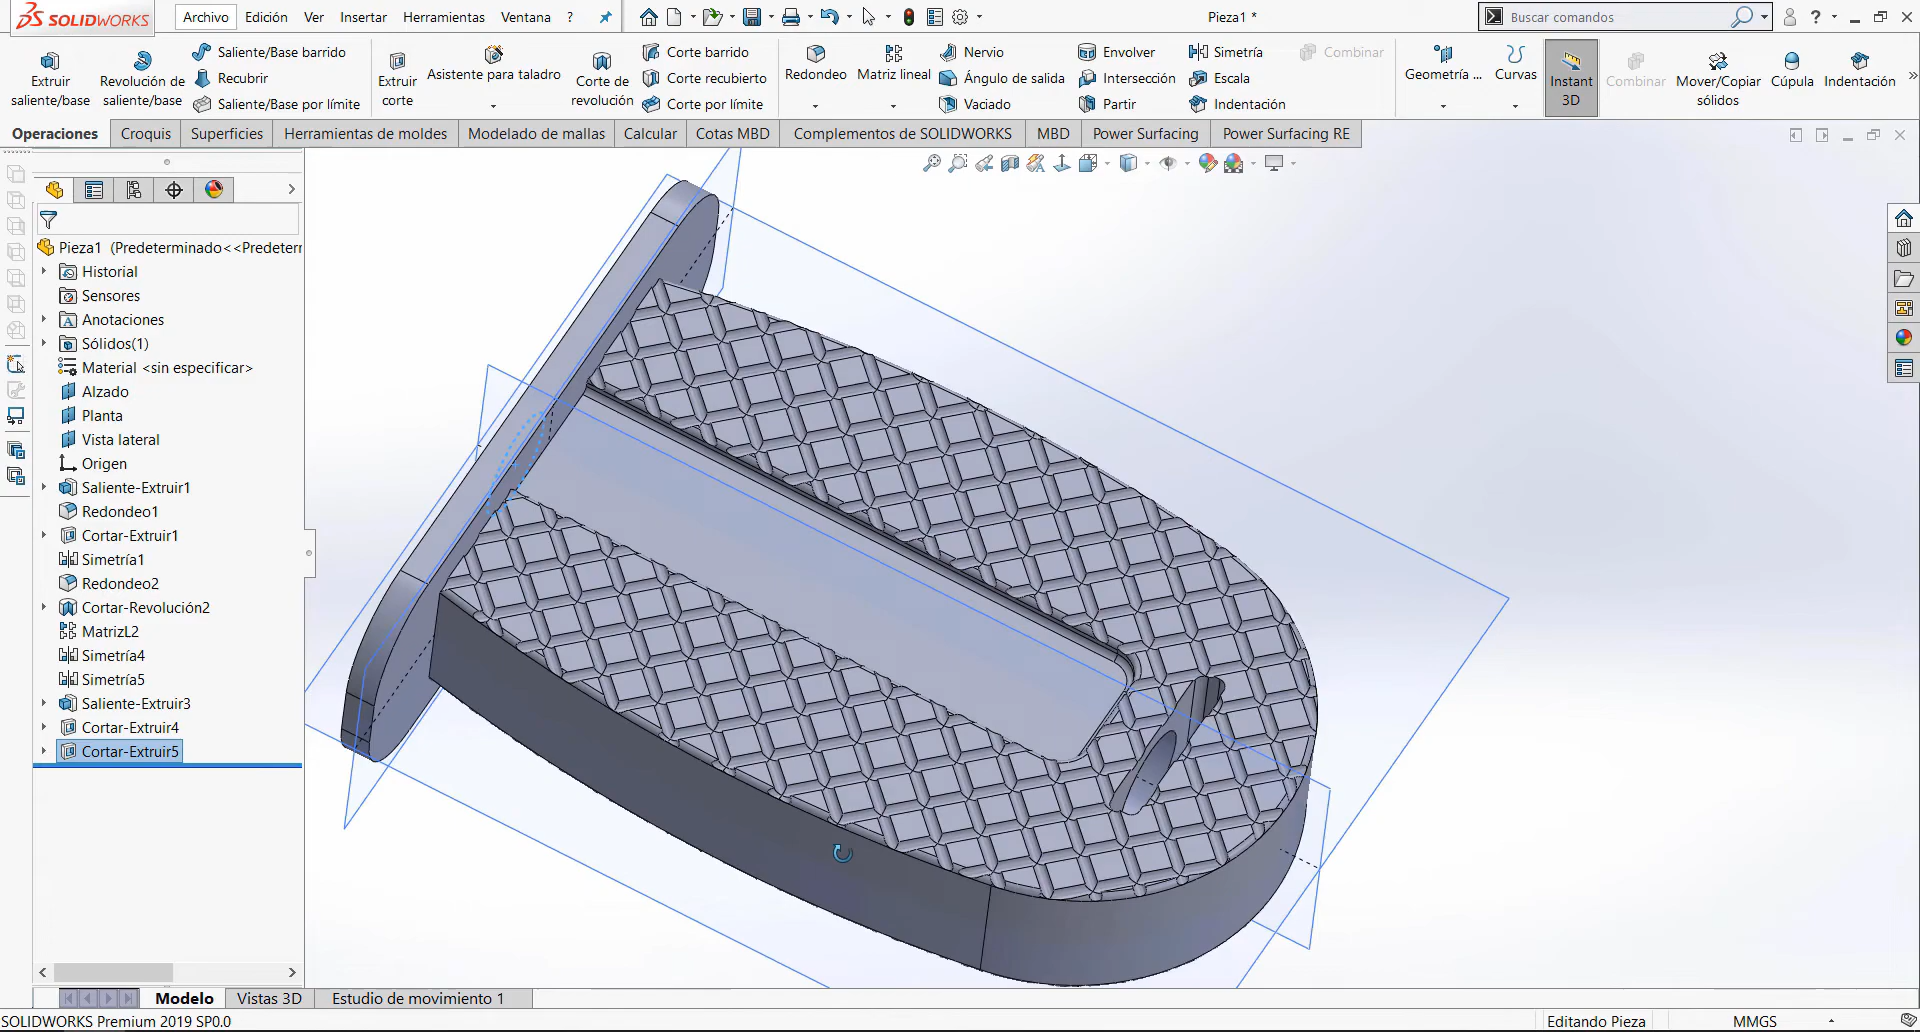 SOLIDWORKS
Archivo Edición Ver Insertar Herramientas Ventana ?
Pieza1 *
Buscar comandos
?
Extruir saliente/base
Revolución de saliente/base
Saliente/Base barrido
Recubrir
Saliente/Base por límite
Extruir corte
Asistente para taladro
Corte de revolución
Corte barrido
Corte recubierto
Corte por límite
Redondeo
Matriz lineal
Nervio
Ángulo de salida
Vaciado
Envolver
Intersección
Partir
Simetría
Escala
Indentación
Combinar
Geometría ...
Curvas
Instant 3D
Combinar
Mover/Copiar sólidos
Cúpula
Indentación
Operaciones Croquis Superficies Herramientas de moldes Modelado de mallas Calcular Cotas MBD Complementos de SOLIDWORKS MBD Power Surfacing Power Surfacing RE
Pieza1 (Predeterminado<<Predeterr
Historial
Sensores
Anotaciones
Sólidos(1)
Material <sin especificar>
Alzado
Planta
Vista lateral
Origen
Saliente-Extruir1
Redondeo1
Cortar-Extruir1
Simetría1
Redondeo2
Cortar-Revolución2
MatrizL2
Simetría4
Simetría5
Saliente-Extruir3
Cortar-Extruir4
Cortar-Extruir5
Modelo Vistas 3D Estudio de movimiento 1
SOLIDWORKS Premium 2019 SP0.0
Editando Pieza
MMGS